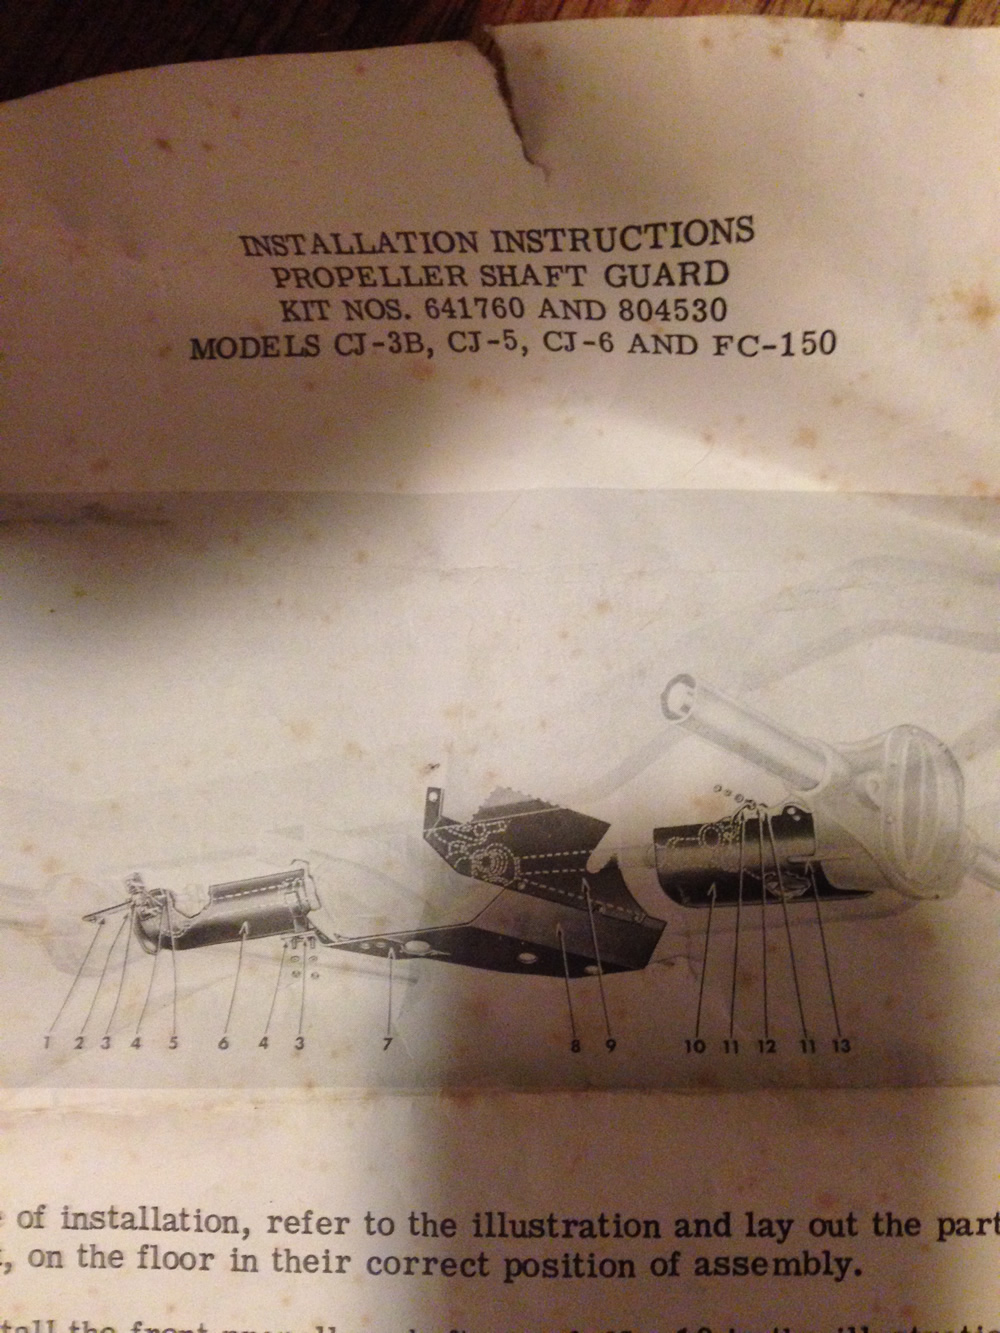 INSTALLATION INSTRUCTIONS
PROPELLER SHAFT GUARD
KIT NOS. 641760 AND 804530
MODELS CJ-3B, CJ-5, CJ-6 AND FC-150
1 2 3 4 5 6 4 3 7 8 9 10 11 12 11 13
of installation, refer to the illustration and lay out the part
, on the floor in their correct position of assembly.
the front